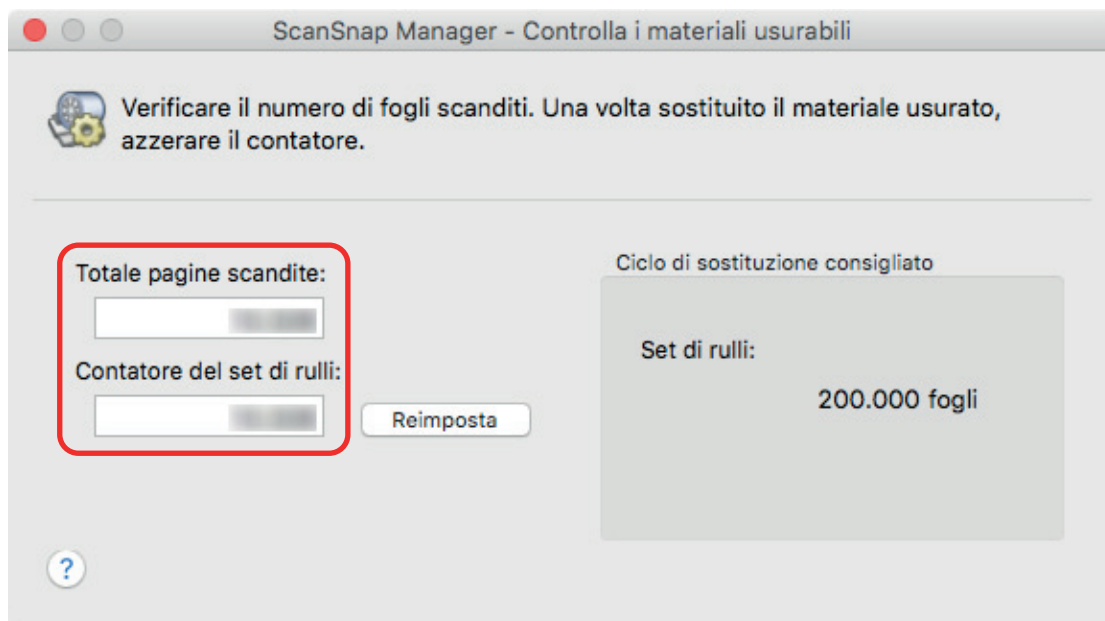 ScanSnap Manager - Controlla i materiali usurabili
Verificare il numero di fogli scanditi. Una volta sostituito il materiale usurato,
azzerare il contatore.
Totale pagine scandite:
Contatore del set di rulli:
Reimposta
Ciclo di sostituzione consigliato
Set di rulli:
200.000 fogli
?